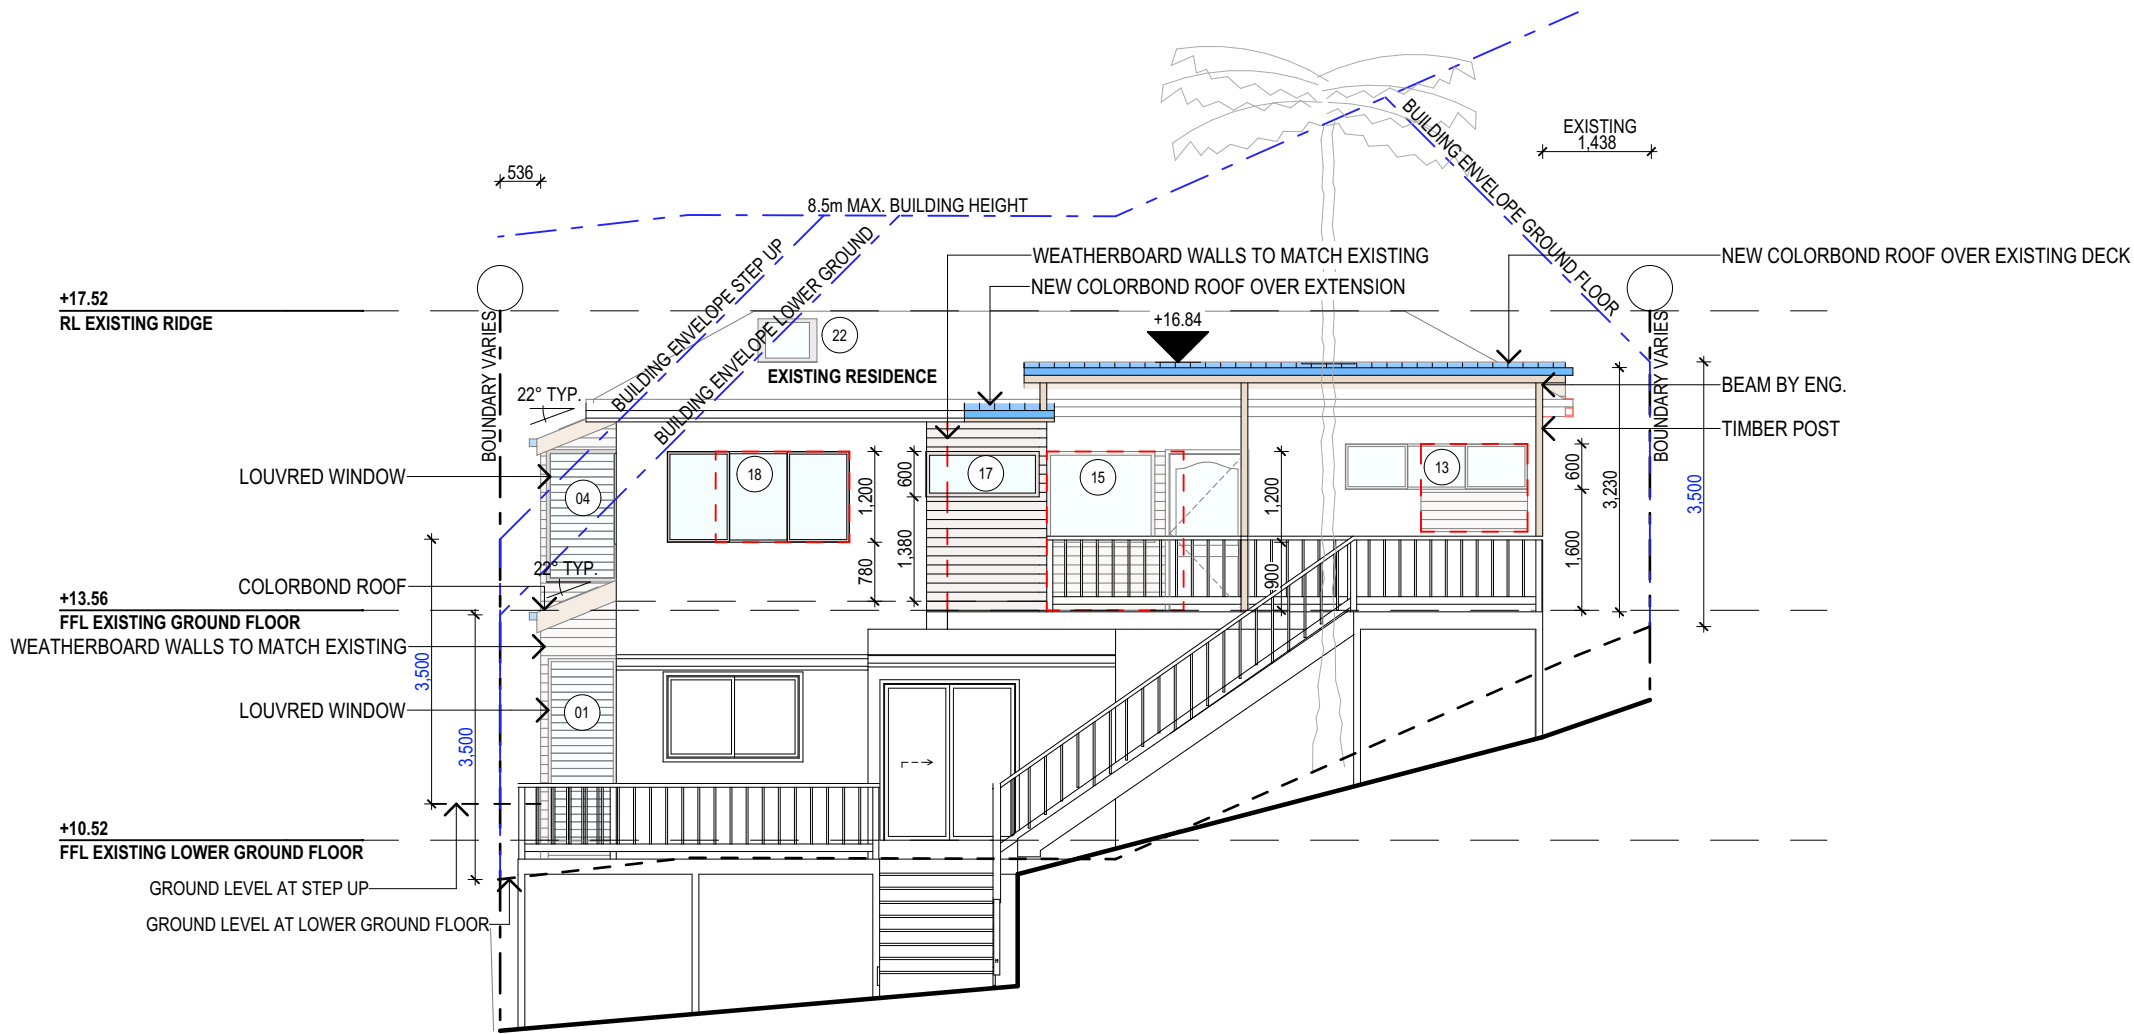 EXISTING
1,438
536
BUILDING ENVELOPE GROUND FLOOR
8.5m MAX. BUILDING HEIGHT
BUILDING ENVELOPE STEP UP
BUILDING ENVELOPE LOWER GROUND
WEATHERBOARD WALLS TO MATCH EXISTING
NEW COLORBOND ROOF OVER EXISTING DECK
NEW COLORBOND ROOF OVER EXTENSION
+17.52
RL EXISTING RIDGE
+16.84
22
EXISTING RESIDENCE
BOUNDARY VARIES
BOUNDARY VARIES
22° TYP.
BEAM BY ENG.
TIMBER POST
LOUVRED WINDOW
04
18
17
15
13
1,200
780
600
1,380
1,200
900
600
1,600
3,230
3,500
22° TYP.
COLORBOND ROOF
+13.56
FFL EXISTING GROUND FLOOR
WEATHERBOARD WALLS TO MATCH EXISTING
3,500
3,500
LOUVRED WINDOW
01
+10.52
FFL EXISTING LOWER GROUND FLOOR
GROUND LEVEL AT STEP UP
GROUND LEVEL AT LOWER GROUND FLOOR